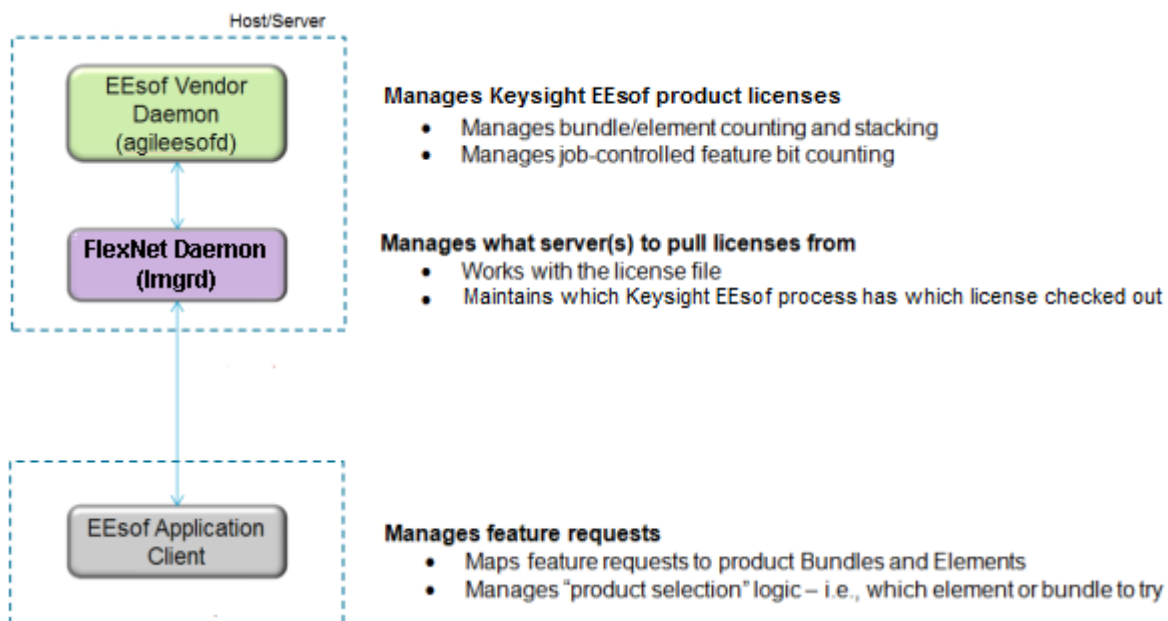 Host/Server
EEsof Vendor
Daemon
(agileesofd)
Manages Keysight EEsof product licenses
• Manages bundle/element counting and stacking
• Manages job-controlled feature bit counting
FlexNet Daemon
(lmgrd)
Manages what server(s) to pull licenses from
• Works with the license file
• Maintains which Keysight EEsof process has which license checked out
EEsof Application
Client
Manages feature requests
• Maps feature requests to product Bundles and Elements
• Manages “product selection” logic – i.e., which element or bundle to try